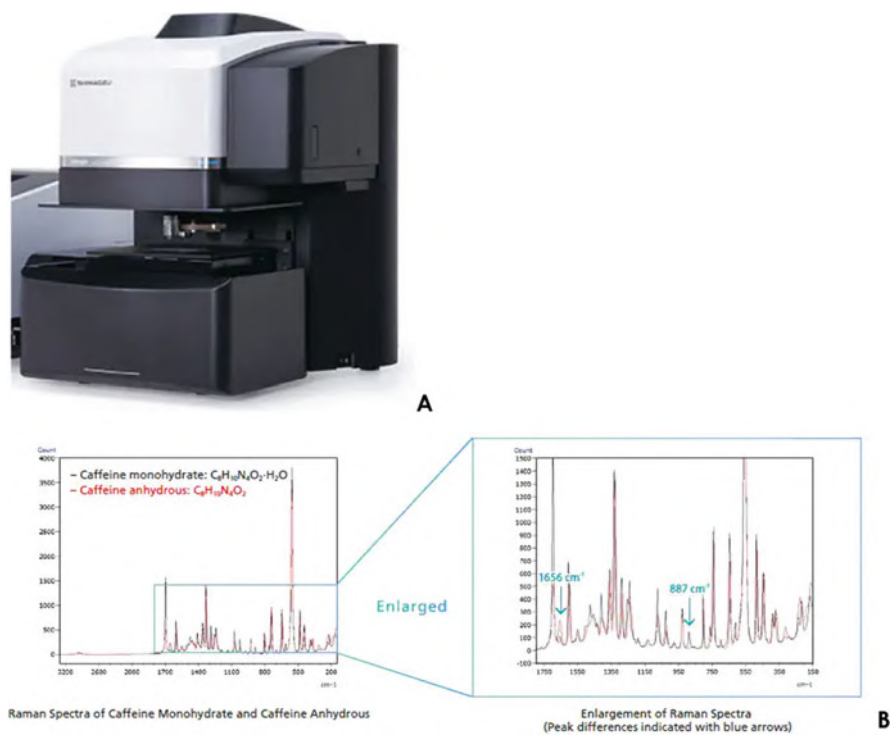 SHIMADZU
A
Count
4000
3500
3000
2500
2000
1500
1000
500
0
– Caffeine monohydrate: C₈H₁₀N₄O₂·H₂O
– Caffeine anhydrous: C₈H₁₀N₄O₂
3200 2600 2000 1700 1400 1100 800 500 200
cm-1
Enlarged
Count
1500
1400
1300
1200
1100
1000
900
800
700
600
500
400
300
200
100
0
-100
1656 cm⁻¹
887 cm⁻¹
1750 1550 1350 1150 950 750 550 350 150
cm-1
Raman Spectra of Caffeine Monohydrate and Caffeine Anhydrous
Enlargement of Raman Spectra
(Peak differences indicated with blue arrows)
B